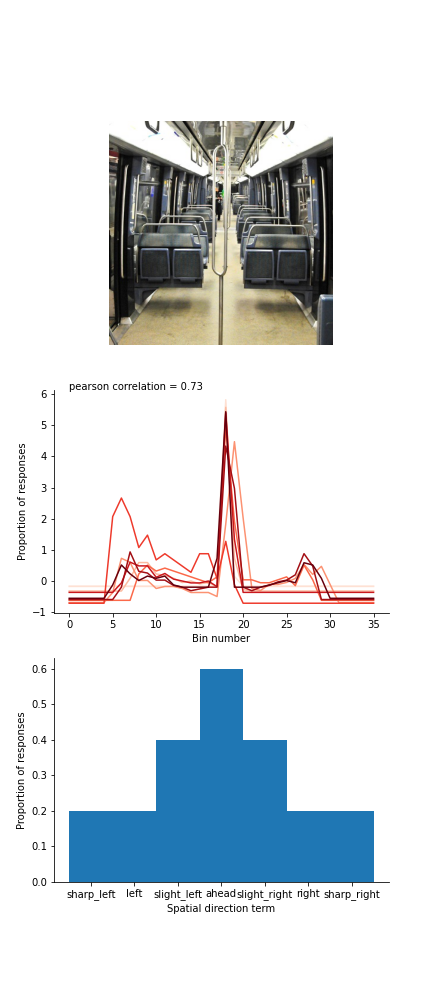 pearson correlation = 0.73
6
5
4
3
2
1
0
−1
Proportion of responses
0 5 10 15 20 25 30 35
Bin number
0.6
0.5
0.4
0.3
0.2
0.1
0.0
Proportion of responses
sharp_left left slight_left ahead slight_right right sharp_right
Spatial direction term